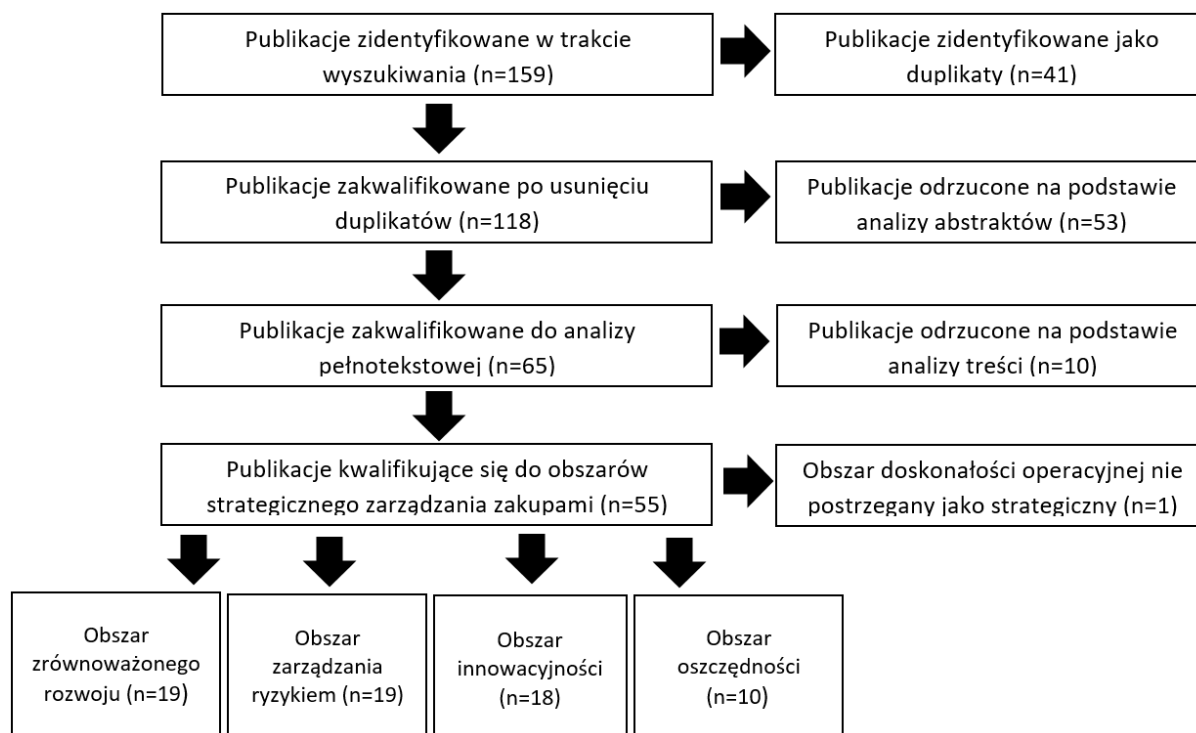 Publikacje zidentyfikowane w trakcie
wyszukiwania (n=159)
Publikacje zidentyfikowane jako
duplikaty (n=41)
Publikacje zakwalifikowane po usunięciu
duplikatów (n=118)
Publikacje odrzucone na podstawie
analizy abstraktów (n=53)
Publikacje zakwalifikowane do analizy
pełnotekstowej (n=65)
Publikacje odrzucone na podstawie
analizy treści (n=10)
Publikacje kwalifikujące się do obszarów
strategicznego zarządzania zakupami (n=55)
Obszar doskonałości operacyjnej nie
postrzegany jako strategiczny (n=1)
Obszar
zrównoważonego
rozwoju (n=19)
Obszar
zarządzania
ryzykiem (n=19)
Obszar
innowacyjności
(n=18)
Obszar
oszczędności
(n=10)